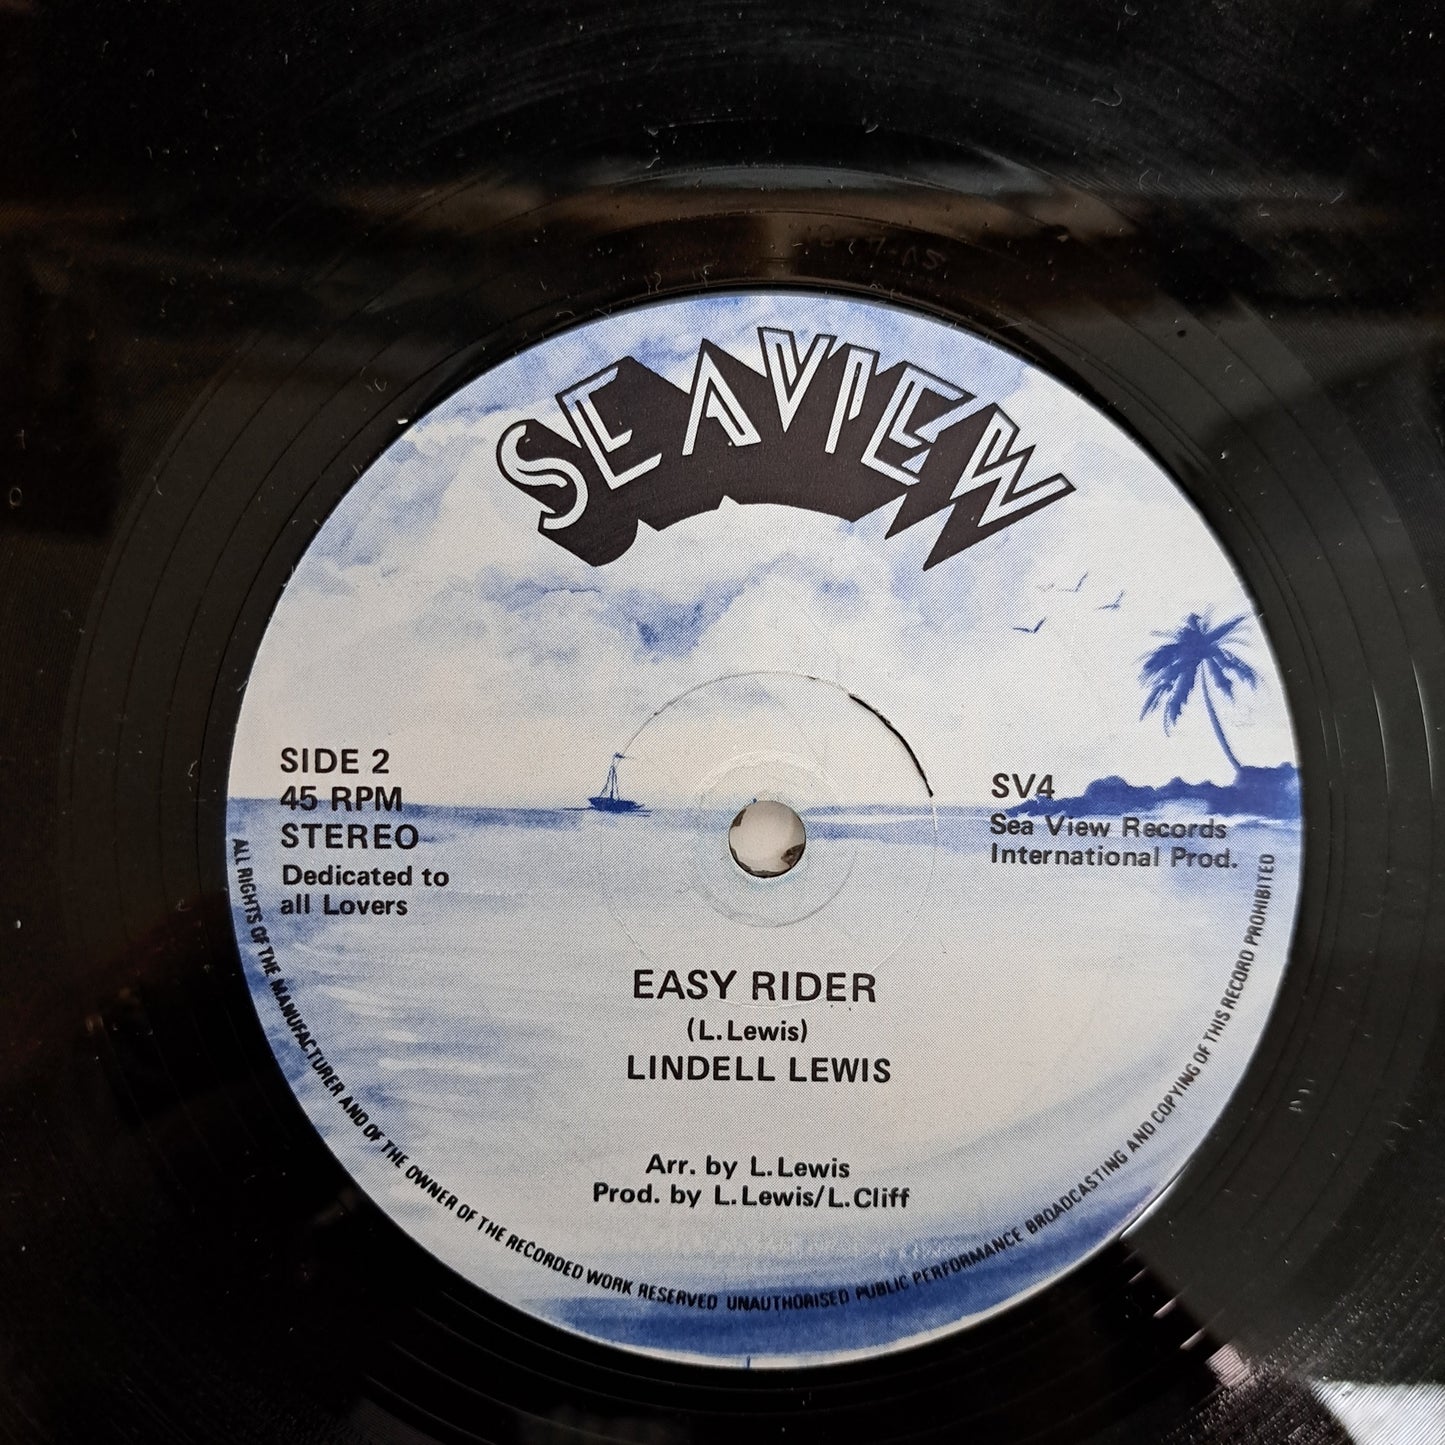 SEAVIEW
SIDE 2
45 RPM
STEREO
Dedicated to
all Lovers
SV4
Sea View Records
International Prod.
EASY RIDER
(L.Lewis)
LINDELL LEWIS
Arr. by L.Lewis
Prod. by L.Lewis/L.Cliff
ALL RIGHTS OF THE MANUFACTURER AND OF THE OWNER OF THE RECORDED WORK RESERVED UNAUTHORISED PUBLIC PERFORMANCE BROADCASTING AND COPYING OF THIS RECORD PROHIBITED